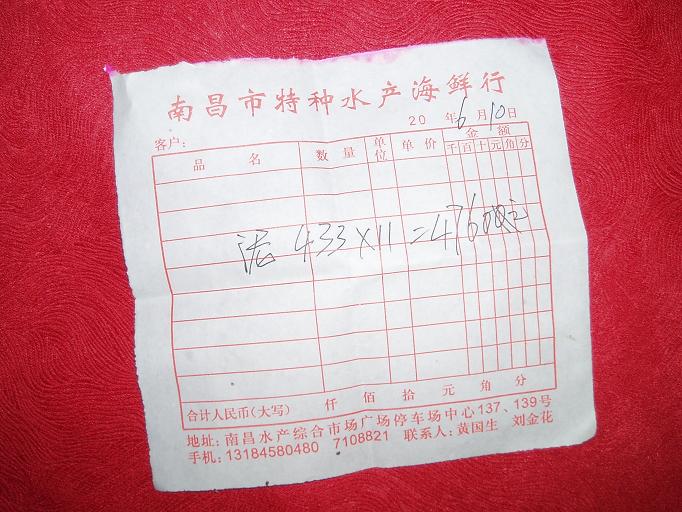 南昌市特种水产海鲜行
20 年6月10日
客户:
品 名 数量 单位 单价 金 额
千百十元角分
433×11=476
合计人民币(大写) 仟 佰 拾 元 角 分
地址:南昌水产综合市场广场停车场中心137、139号
手机:13184580480 7108821 联系人:黄国生 刘金花